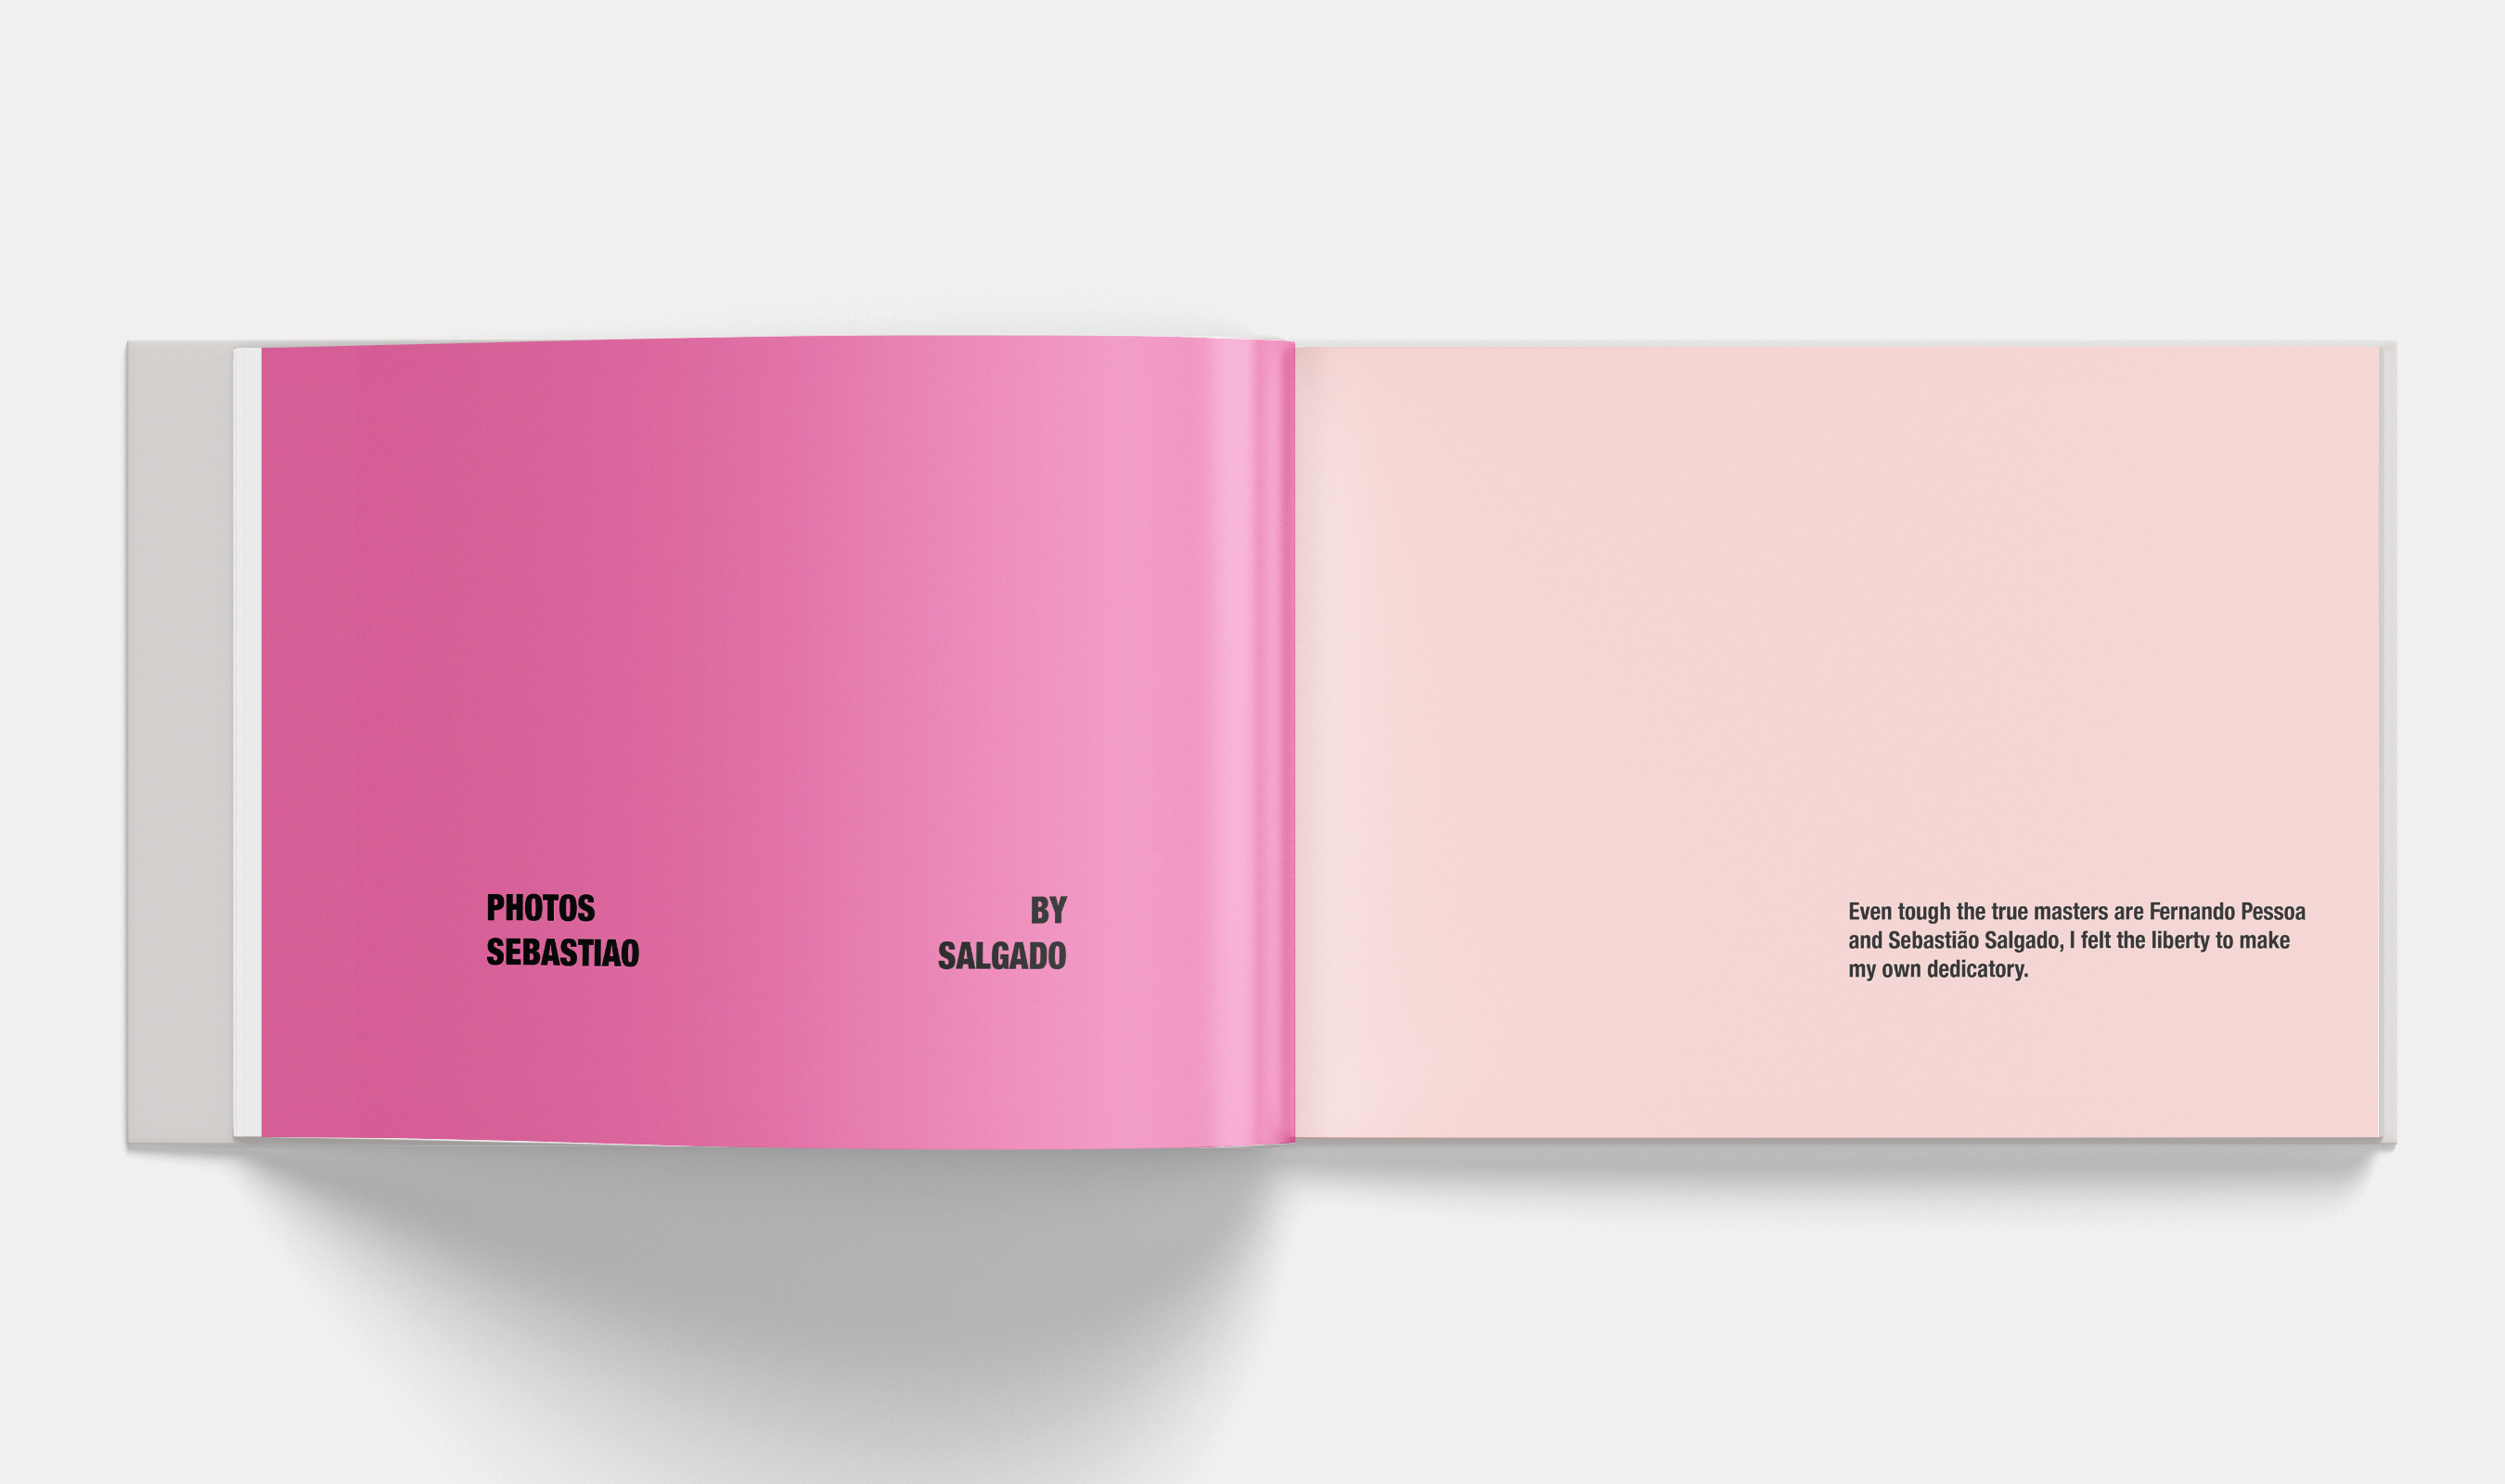 PHOTOS BY
SEBASTIAO SALGADO
Even tough the true masters are Fernando Pessoa
and Sebastião Salgado, I felt the liberty to make
my own dedicatory.